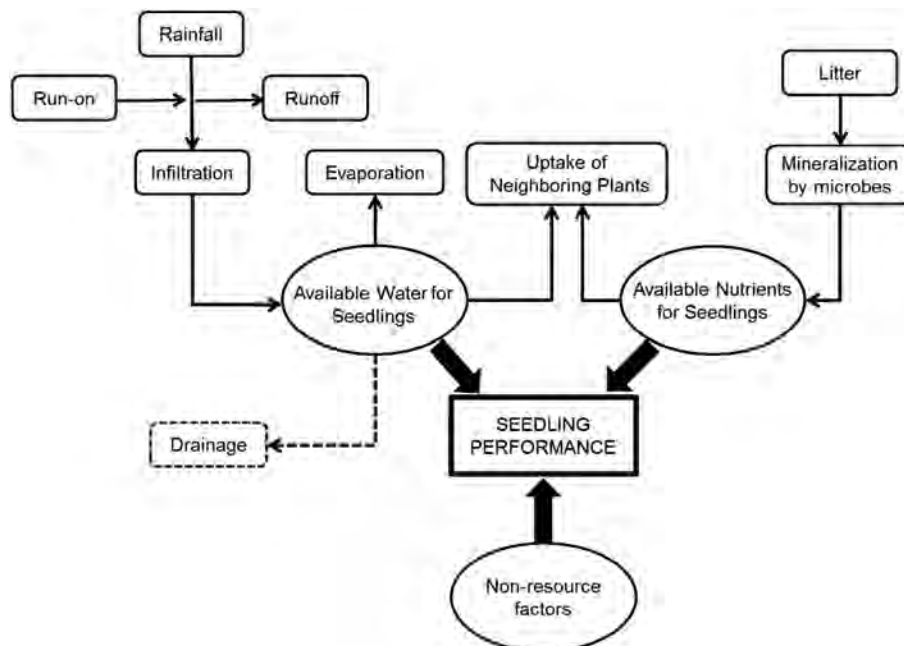 Rainfall
Run-on
Runoff
Litter
Infiltration
Evaporation
Uptake of
Neighboring Plants
Mineralization
by microbes
Available Water for
Seedlings
Available Nutrients
for Seedlings
SEEDLING
PERFORMANCE
Drainage
Non-resource
factors